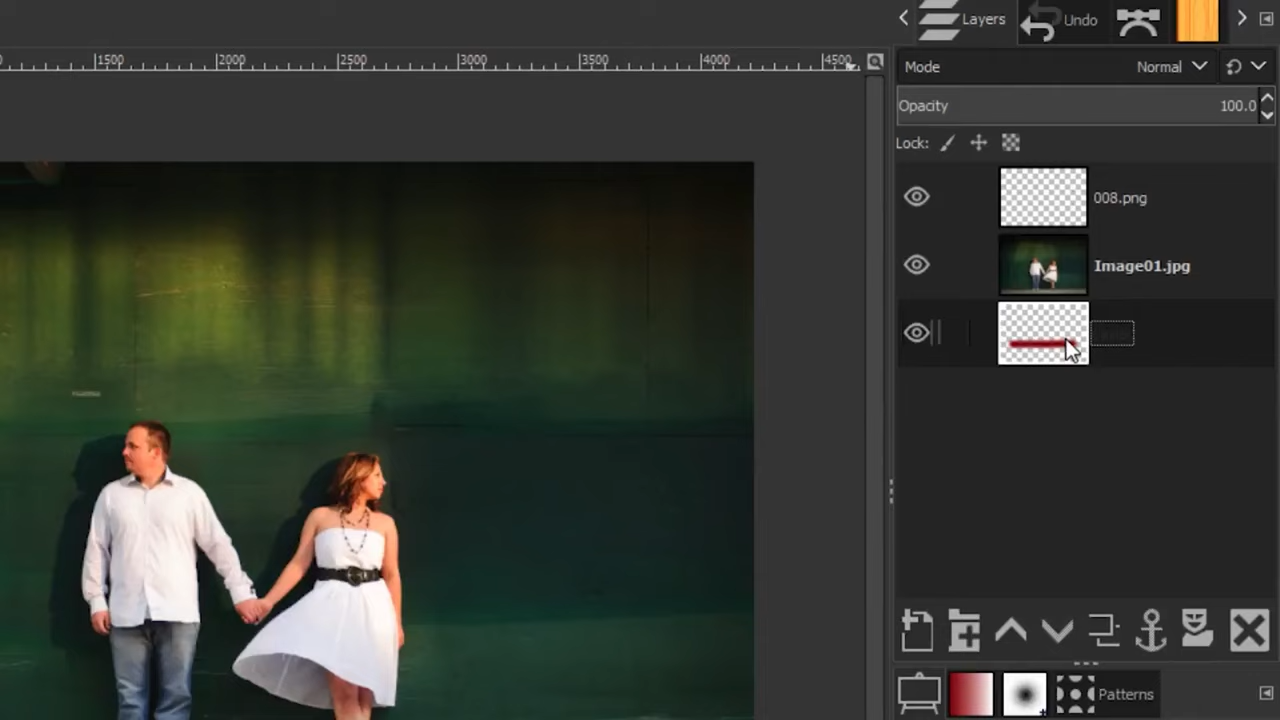 Layers
Undo
1500 2000 2500 3000 3500 4000 4500
Mode Normal
Opacity 100.0
Lock:
008.png
Image01.jpg
Patterns